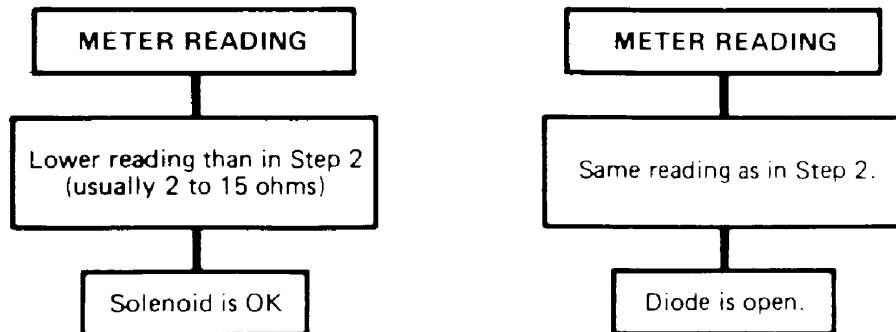 METER READING
Lower reading than in Step 2
(usually 2 to 15 ohms)
Solenoid is OK
METER READING
Same reading as in Step 2.
Diode is open.